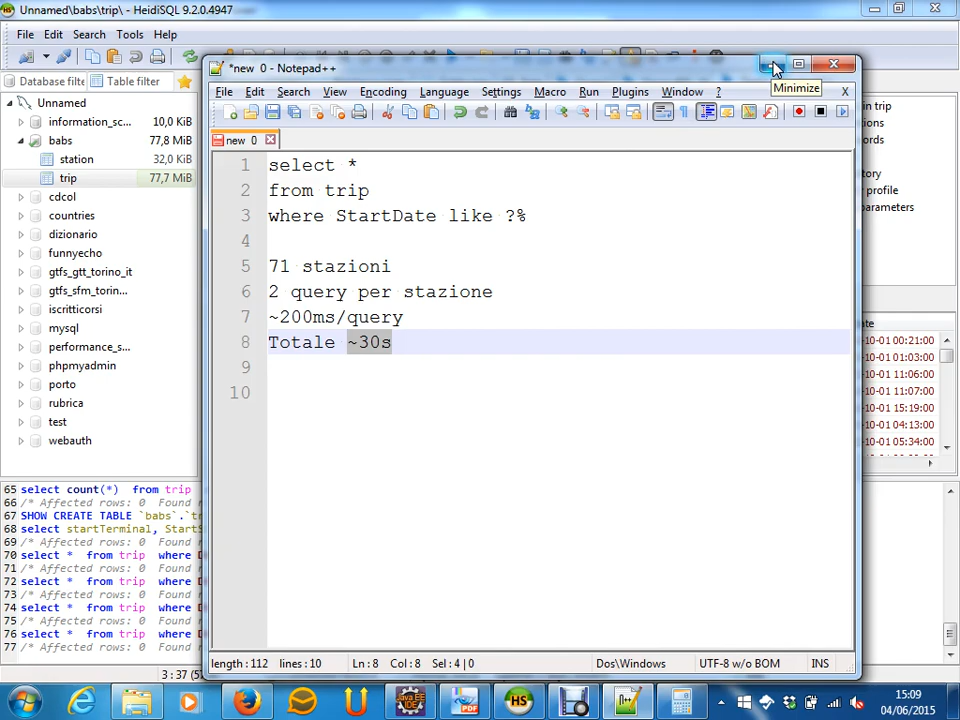 Unnamed\babs\trip\ - HeidiSQL 9.2.0.4947
File Edit Search Tools Help
Database filte Table filter
Unnamed
information_sc... 10,0 KiB
babs 77,8 MiB
station 32,0 KiB
trip 77,7 MiB
cdcol
countries
dizionario
funnyecho
gtfs_gtt_torino_it
gtfs_sfm_torin...
iscritticorsi
mysql
performance_s...
phpmyadmin
porto
rubrica
test
webauth
*new 0 - Notepad++
Minimize
File Edit Search View Encoding Language Settings Macro Run Plugins Window ? X
new 0
1 select *
2 from trip
3 where StartDate like ?%
4
5 71 stazioni
6 2 query per stazione
7 ~200ms/query
8 Totale ~30s
9
10
length:112 lines:10 Ln:8 Col:8 Sel:4|0 Dos\Windows UTF-8 w/o BOM INS
in trip
-10-01 00:21:00
-10-01 01:03:00
-10-01 11:06:00
-10-01 11:07:00
-10-01 15:19:00
-10-01 04:13:00
-10-01 05:34:00
65 select count(*) from trip
66 /* Affected rows: 0 Found
67 SHOW CREATE TABLE `babs`.
68 select startTerminal,
69 /* Affected rows: 0 Found
70 select * from trip where
71 /* Affected rows: 0 Found
72 select * from trip where
73 /* Affected rows: 0 Found
74 select * from trip where
75 /* Affected rows: 0 Found
76 select * from trip where
77 /* Affected rows: 0 Found
3 : 37
15:09
04/06/2015